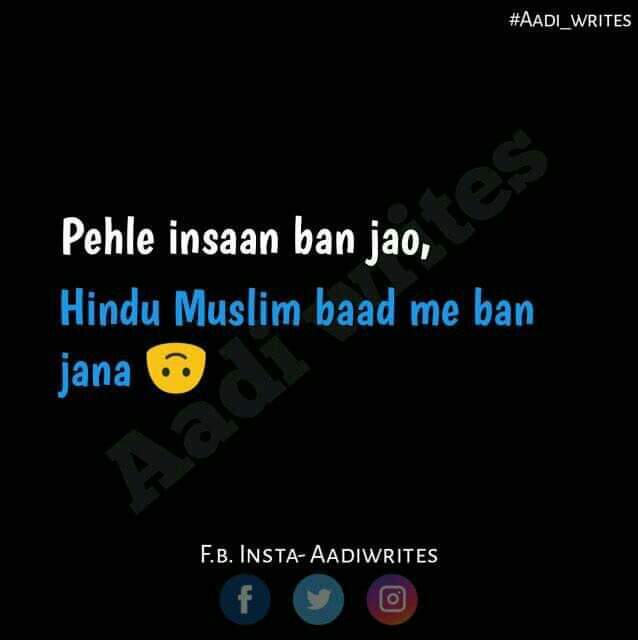 #Aadi_writes
Pehle insaan ban jao,
Hindu Muslim baad me ban
jana 🙃
Aadi writes
F.B. Insta- Aadiwrites